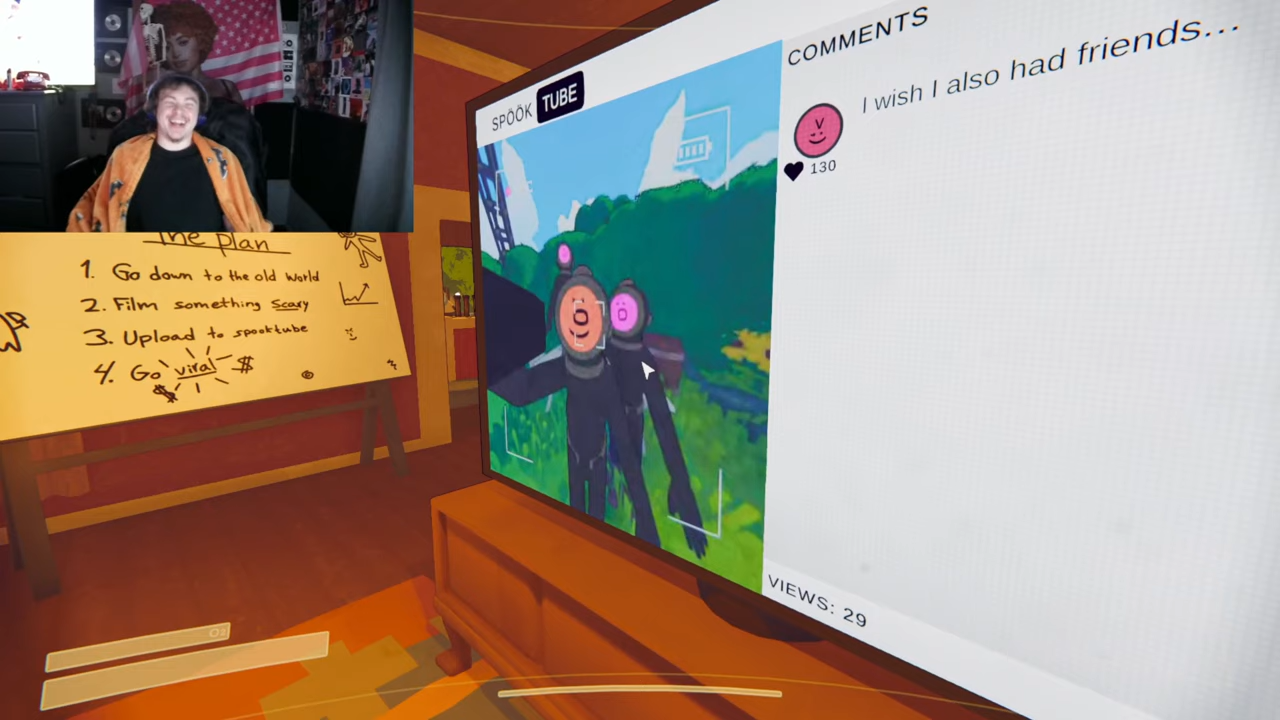 SPÖÖK TUBE
COMMENTS
I wish I also had friends...
130
VIEWS: 29
The plan
1. Go down to the old world
2. Film something scary
3. Upload to spooktube
4. Go viral